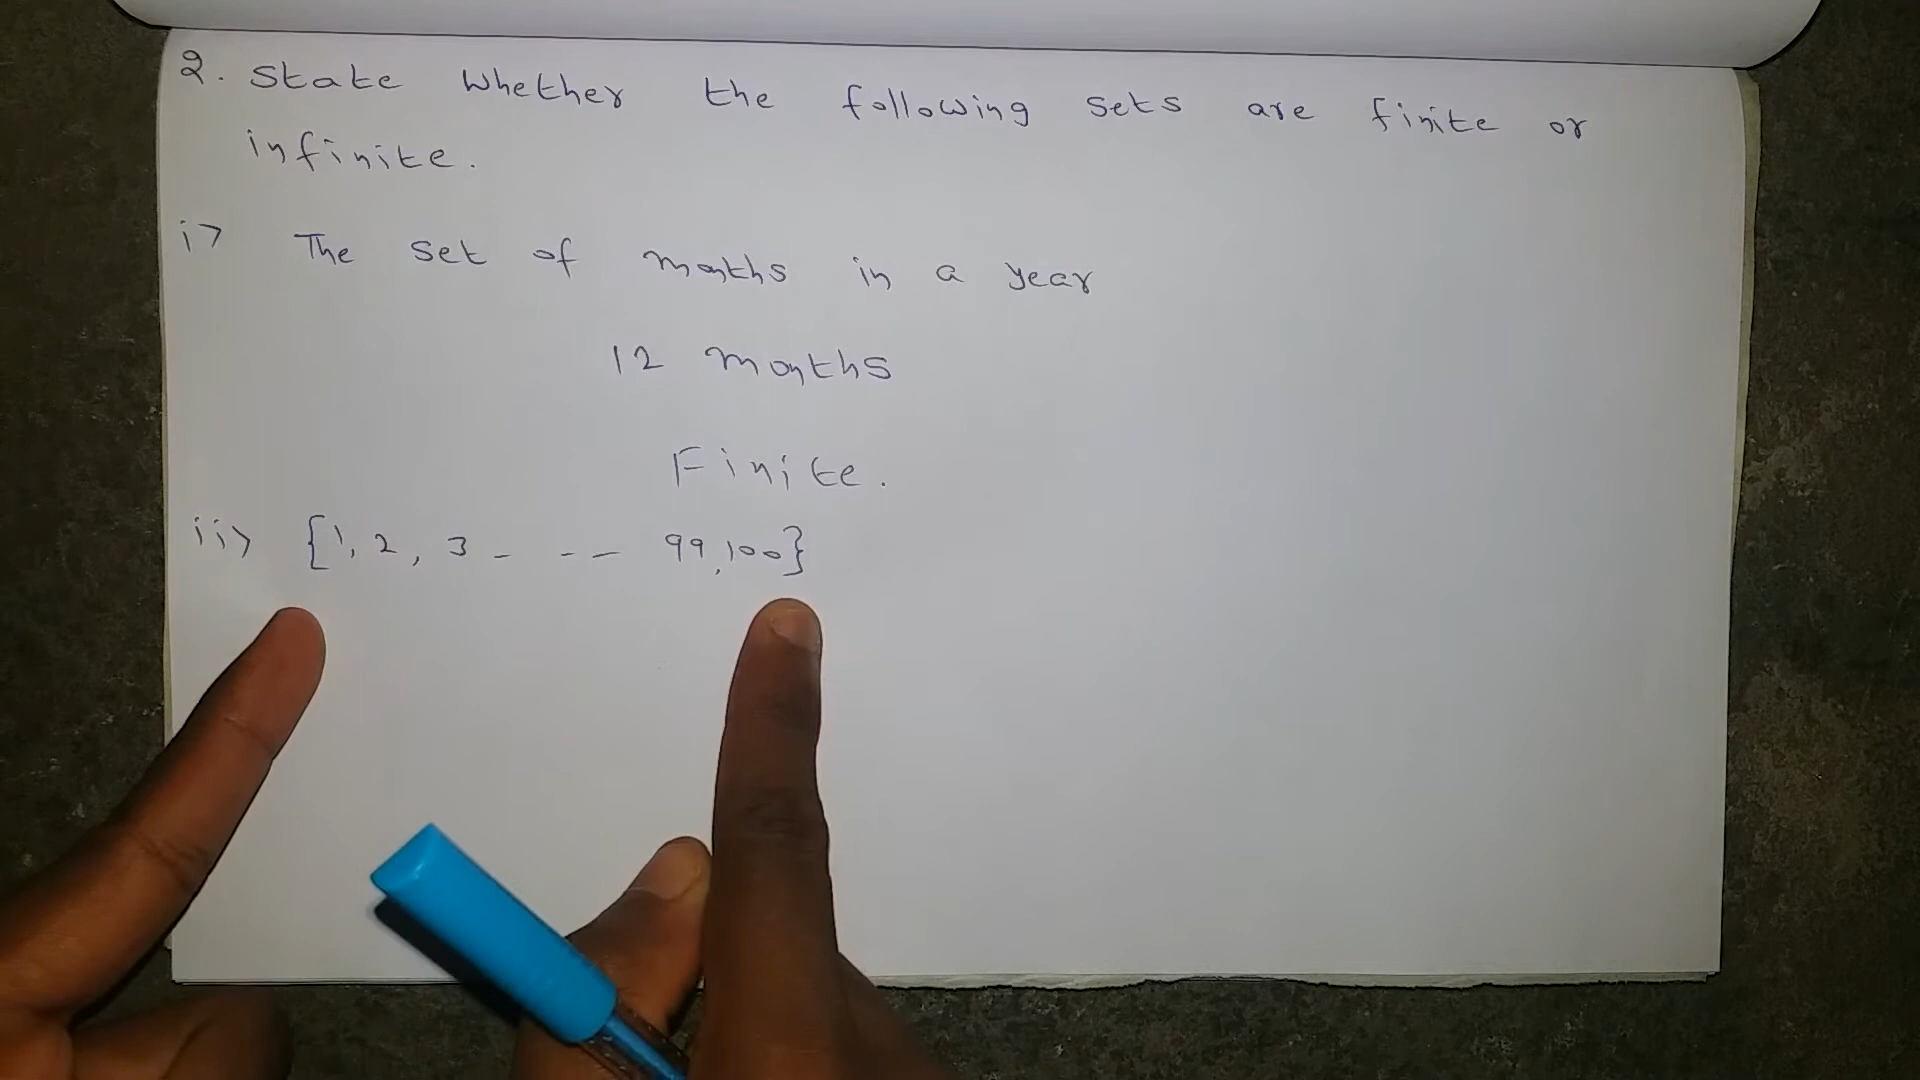 2. State whether the following sets are finite or
infinite.
i> The set of months in a year
12 months
Finite.
ii> {1, 2, 3 - - - 99, 100}